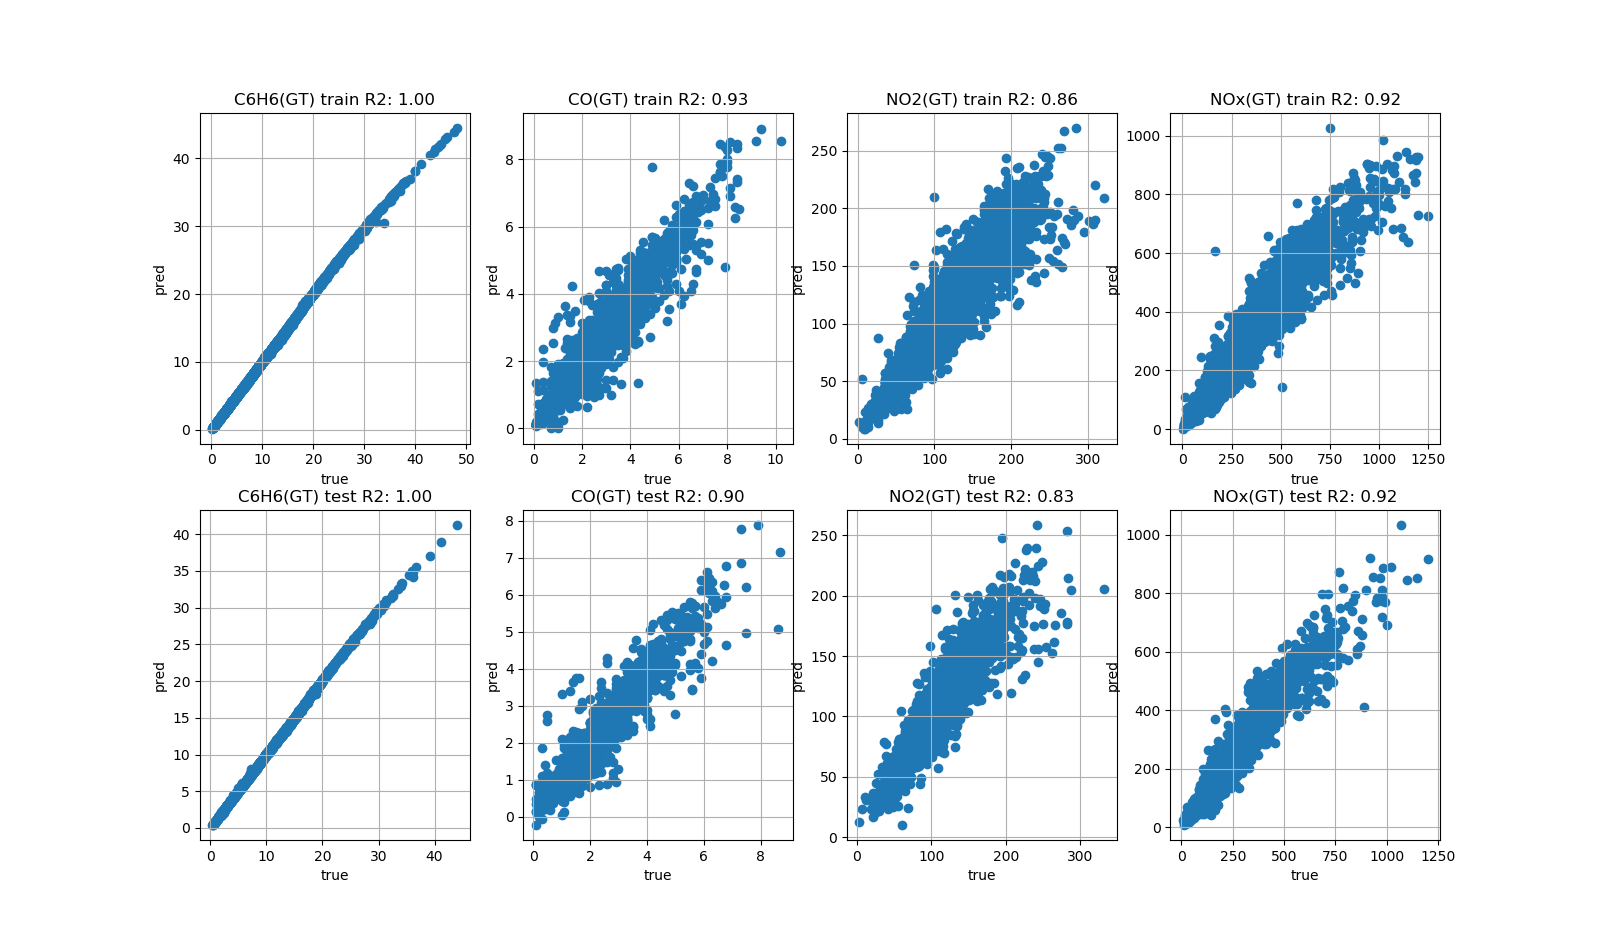 C6H6(GT) train R2: 1.00
pred
40
30
20
10
0
0 10 20 30 40 50
true
CO(GT) train R2: 0.93
pred
8
6
4
2
0
0 2 4 6 8 10
true
NO2(GT) train R2: 0.86
pred
250
200
150
100
50
0
0 100 200 300
true
NOx(GT) train R2: 0.92
pred
1000
800
600
400
200
0
0 250 500 750 1000 1250
true
C6H6(GT) test R2: 1.00
pred
40
35
30
25
20
15
10
5
0
0 10 20 30 40
true
CO(GT) test R2: 0.90
pred
8
7
6
5
4
3
2
1
0
0 2 4 6 8
true
NO2(GT) test R2: 0.83
pred
250
200
150
100
50
0
0 100 200 300
true
NOx(GT) test R2: 0.92
pred
1000
800
600
400
200
0
0 250 500 750 1000 1250
true